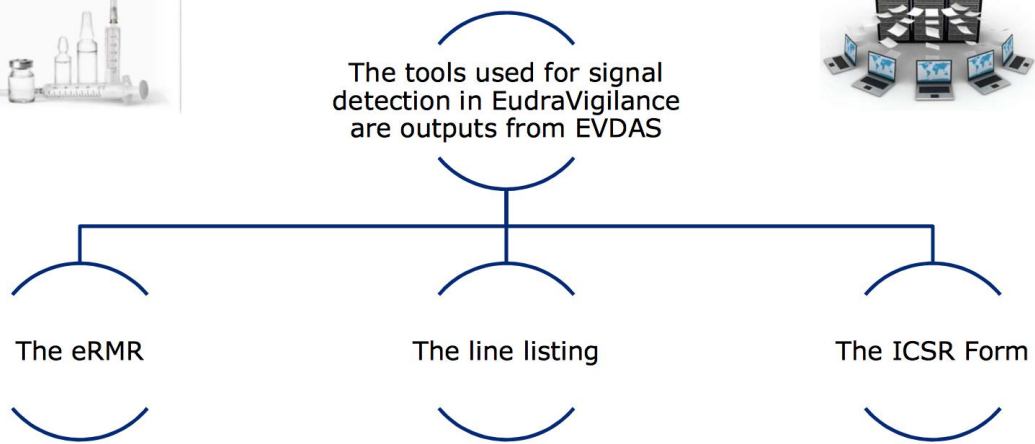 The tools used for signal
detection in EudraVigilance
are outputs from EVDAS
The eRMR
The line listing
The ICSR Form